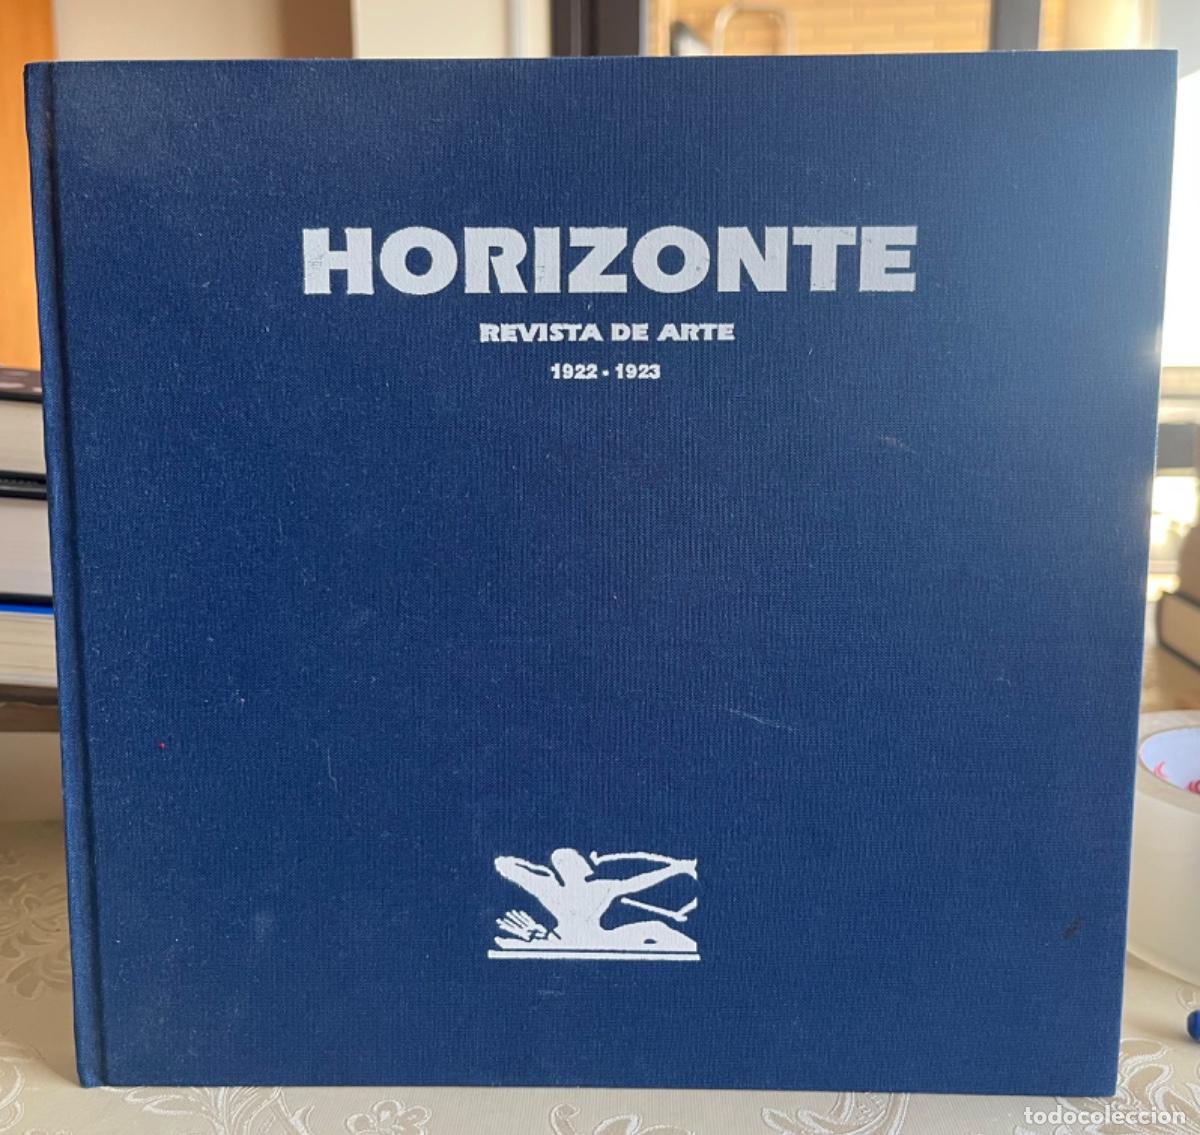 HORIZONTE
REVISTA DE ARTE
1922 - 1923
todocoleccion